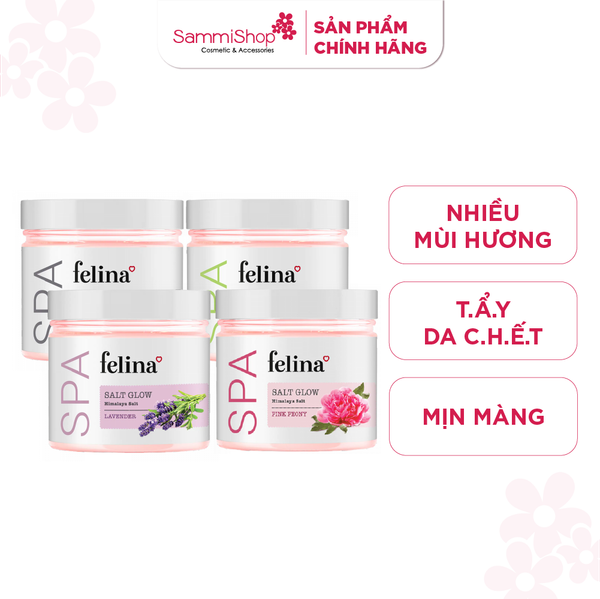 SammiShop
Cosmetic & Accessories
SẢN PHẨM
CHÍNH HÃNG
SPA
felina
SPA
felina
SPA
felina
SALT GLOW
Himalaya Salt
LAVENDER
SPA
felina
SALT GLOW
Himalaya Salt
PINK PEONY
NHIỀU
MÙI HƯƠNG
T.Ẩ.Y
DA C.H.Ế.T
MỊN MÀNG